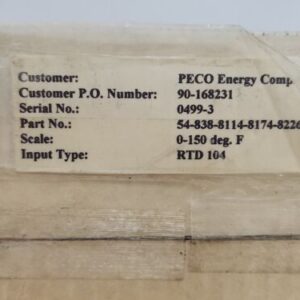 Customer: PECO Energy Comp
Customer P.O. Number: 90-168231
Serial No.: 0499-3
Part No.: 54-838-8114-8174-8226
Scale: 0-150 deg. F
Input Type: RTD 104